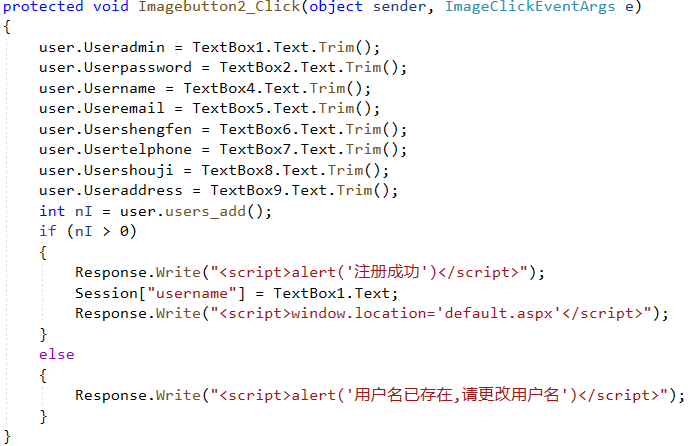 protected void Imagebutton2_Click(object sender, ImageClickEventArgs e)
{
    user.Useradmin = TextBox1.Text.Trim();
    user.Userpassword = TextBox2.Text.Trim();
    user.Username = TextBox4.Text.Trim();
    user.Useremail = TextBox5.Text.Trim();
    user.Usershengfen = TextBox6.Text.Trim();
    user.Usertelphone = TextBox7.Text.Trim();
    user.Usershouji = TextBox8.Text.Trim();
    user.Useraddress = TextBox9.Text.Trim();
    int nI = user.users_add();
    if (nI > 0)
    {
        Response.Write("<script>alert('注册成功')</script>");
        Session["username"] = TextBox1.Text;
        Response.Write("<script>window.location='default.aspx'</script>");
    }
    else
    {
        Response.Write("<script>alert('用户名已存在,请更改用户名')</script>");
    }
}